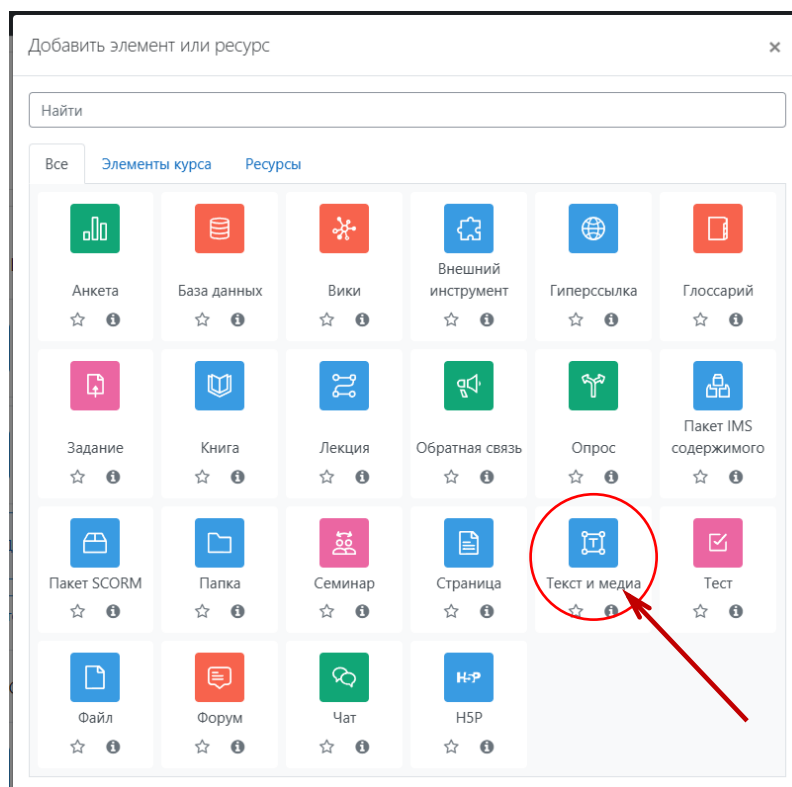 Добавить элемент или ресурс
×
Найти
Все Элементы курса Ресурсы
Анкета База данных Вики Внешний инструмент Гиперссылка Глоссарий
Задание Книга Лекция Обратная связь Опрос Пакет IMS содержимого
Пакет SCORM Папка Семинар Страница Текст и медиа Тест
Файл Форум Чат H5P H5P